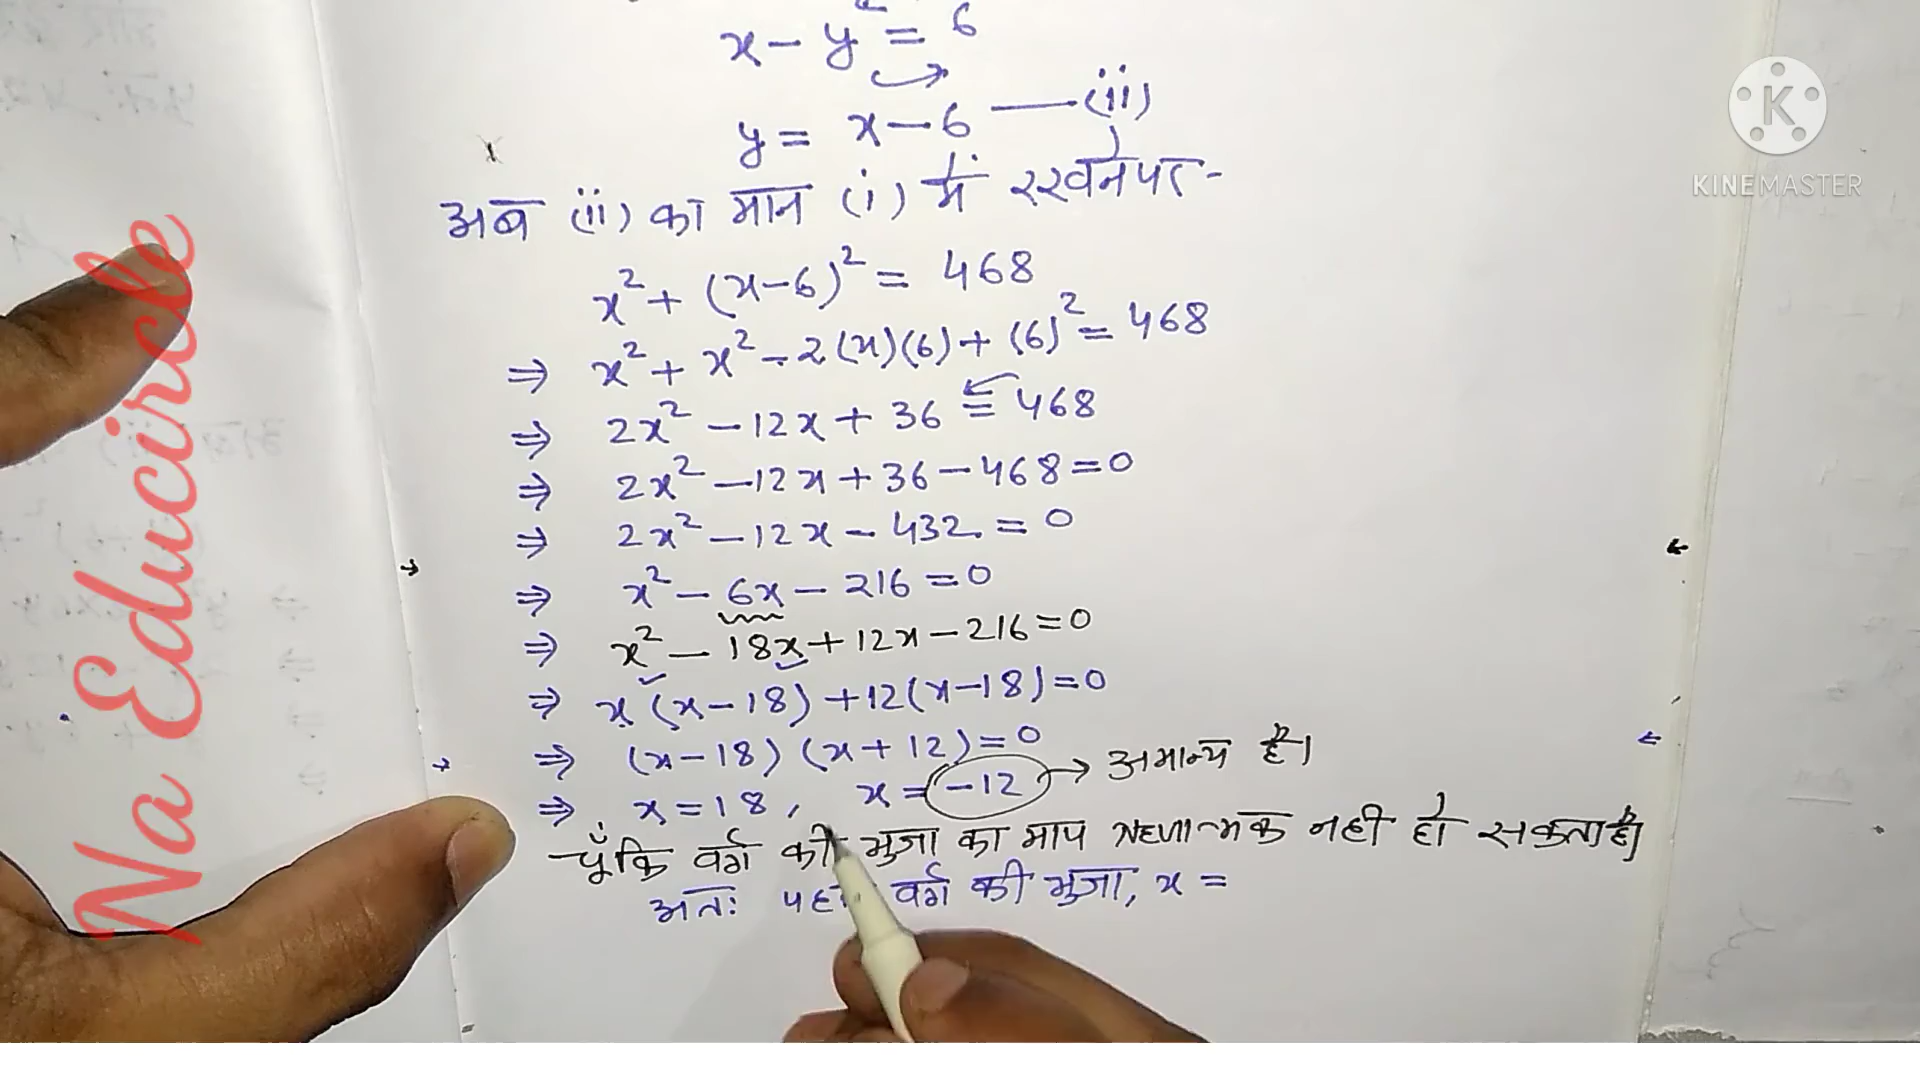 x - y = 6
y = x - 6 —— (ii)
अब (ii) का मान (i) में रखने पर -
x² + (x-6)² = 468
⇒ x² + x² - 2(x)(6) + (6)² = 468
⇒ 2x² - 12x + 36 = 468
⇒ 2x² - 12x + 36 - 468 = 0
⇒ 2x² - 12x - 432 = 0
⇒ x² - 6x - 216 = 0
⇒ x² - 18x + 12x - 216 = 0
⇒ x(x-18) + 12(x-18) = 0
⇒ (x-18)(x+12) = 0
⇒ x = 18, x = -12 → अमान्य है।
चूँकि वर्ग की भुजा का माप ऋणात्मक नहीं हो सकता है।
अतः वर्ग की भुजा, x =
Na Educircle
K
KINEMASTER